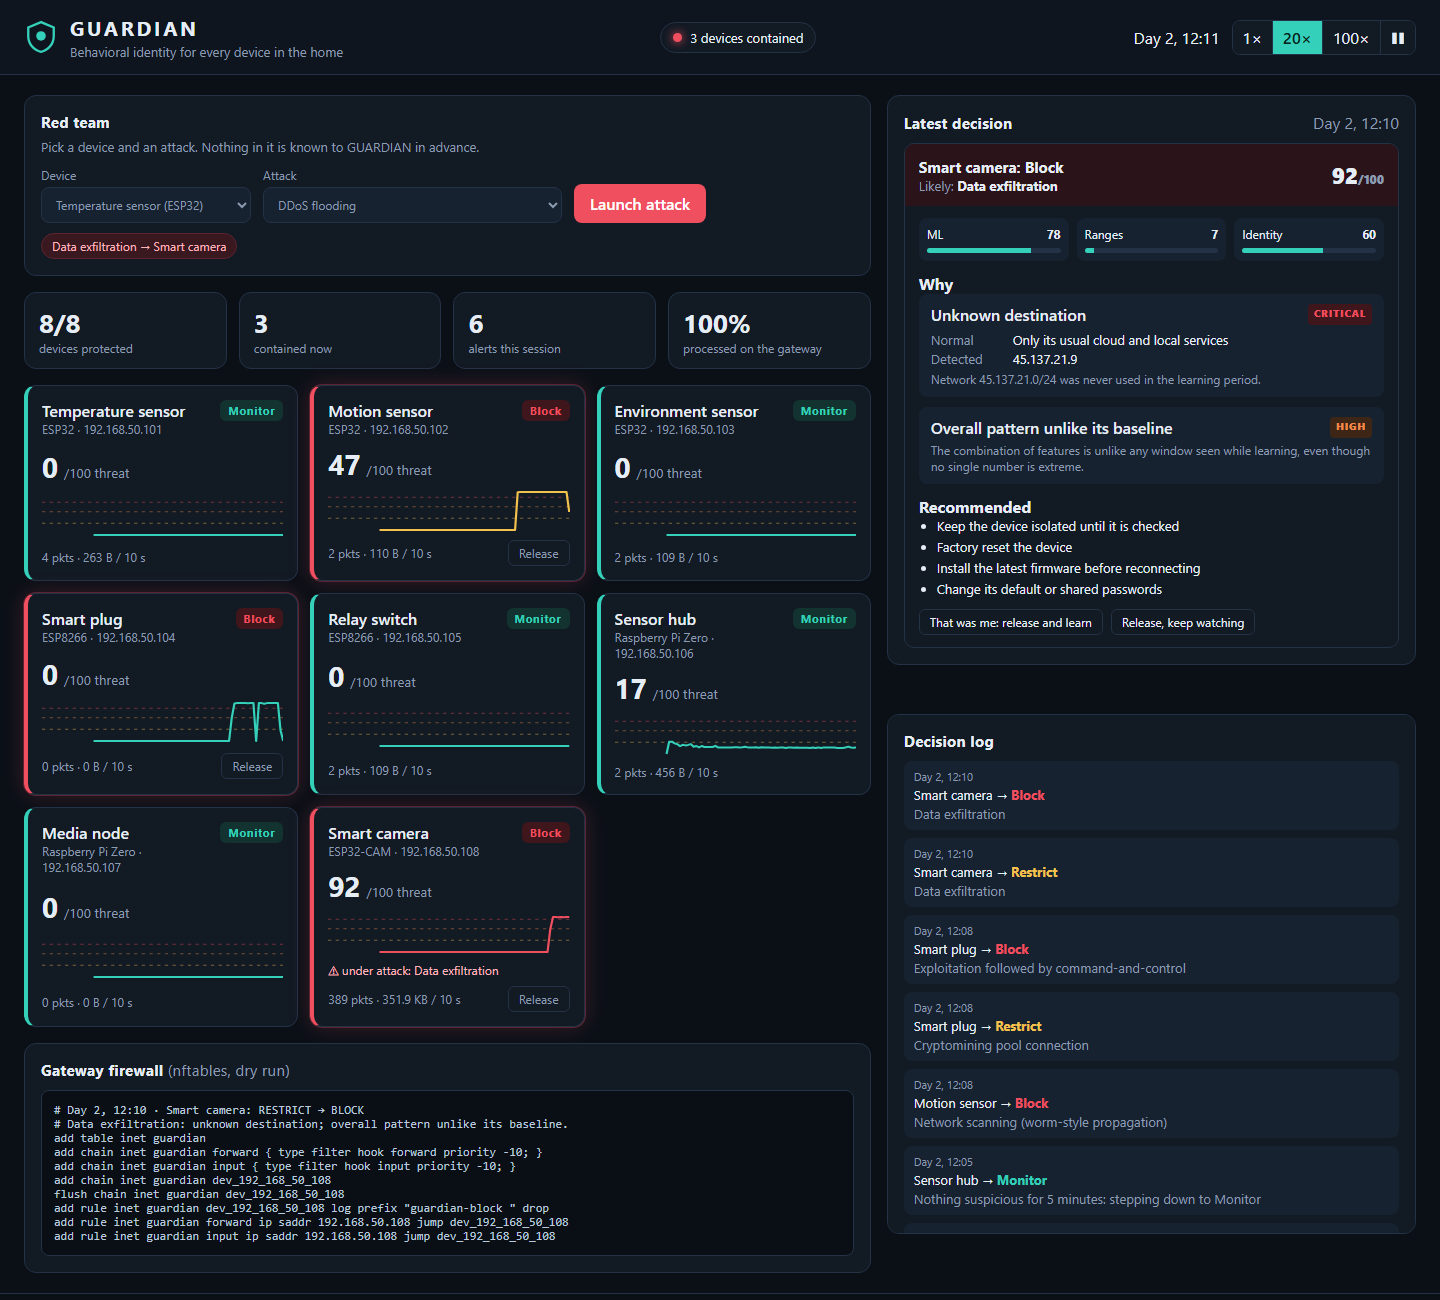 GUARDIAN
Behavioral identity for every device in the home
3 devices contained
Day 2, 12:11
1×
20×
100×
Red team
Pick a device and an attack. Nothing in it is known to GUARDIAN in advance.
Device
Attack
Temperature sensor (ESP32)
DDoS flooding
Launch attack
Data exfiltration → Smart camera
8/8
devices protected
3
contained now
6
alerts this session
100%
processed on the gateway
Temperature sensor
Monitor
ESP32 · 192.168.50.101
0 /100 threat
4 pkts · 263 B / 10 s
Motion sensor
Block
ESP32 · 192.168.50.102
47 /100 threat
2 pkts · 110 B / 10 s
Release
Environment sensor
Monitor
ESP32 · 192.168.50.103
0 /100 threat
2 pkts · 109 B / 10 s
Smart plug
Block
ESP8266 · 192.168.50.104
0 /100 threat
0 pkts · 0 B / 10 s
Release
Relay switch
Monitor
ESP8266 · 192.168.50.105
0 /100 threat
2 pkts · 109 B / 10 s
Sensor hub
Monitor
Raspberry Pi Zero ·
192.168.50.106
17 /100 threat
2 pkts · 456 B / 10 s
Media node
Monitor
Raspberry Pi Zero ·
192.168.50.107
0 /100 threat
0 pkts · 0 B / 10 s
Smart camera
Block
ESP32-CAM · 192.168.50.108
92 /100 threat
⚠ under attack: Data exfiltration
389 pkts · 351.9 KB / 10 s
Release
Gateway firewall (nftables, dry run)
# Day 2, 12:10 · Smart camera: RESTRICT → BLOCK
# Data exfiltration: unknown destination; overall pattern unlike its baseline.
add table inet guardian
add chain inet guardian forward { type filter hook forward priority -10; }
add chain inet guardian input { type filter hook input priority -10; }
add chain inet guardian dev_192_168_50_108
flush chain inet guardian dev_192_168_50_108
add rule inet guardian dev_192_168_50_108 log prefix "guardian-block " drop
add rule inet guardian forward ip saddr 192.168.50.108 jump dev_192_168_50_108
add rule inet guardian input ip saddr 192.168.50.108 jump dev_192_168_50_108
Latest decision
Day 2, 12:10
Smart camera: Block
Likely: Data exfiltration
92/100
ML 78
Ranges 7
Identity 60
Why
Unknown destination
CRITICAL
Normal Only its usual cloud and local services
Detected 45.137.21.9
Network 45.137.21.0/24 was never used in the learning period.
Overall pattern unlike its baseline
HIGH
The combination of features is unlike any window seen while learning, even though
no single number is extreme.
Recommended
• Keep the device isolated until it is checked
• Factory reset the device
• Install the latest firmware before reconnecting
• Change its default or shared passwords
That was me: release and learn
Release, keep watching
Decision log
Day 2, 12:10
Smart camera → Block
Data exfiltration
Day 2, 12:10
Smart camera → Restrict
Data exfiltration
Day 2, 12:08
Smart plug → Block
Exploitation followed by command-and-control
Day 2, 12:08
Smart plug → Restrict
Cryptomining pool connection
Day 2, 12:08
Motion sensor → Block
Network scanning (worm-style propagation)
Day 2, 12:05
Sensor hub → Monitor
Nothing suspicious for 5 minutes: stepping down to Monitor